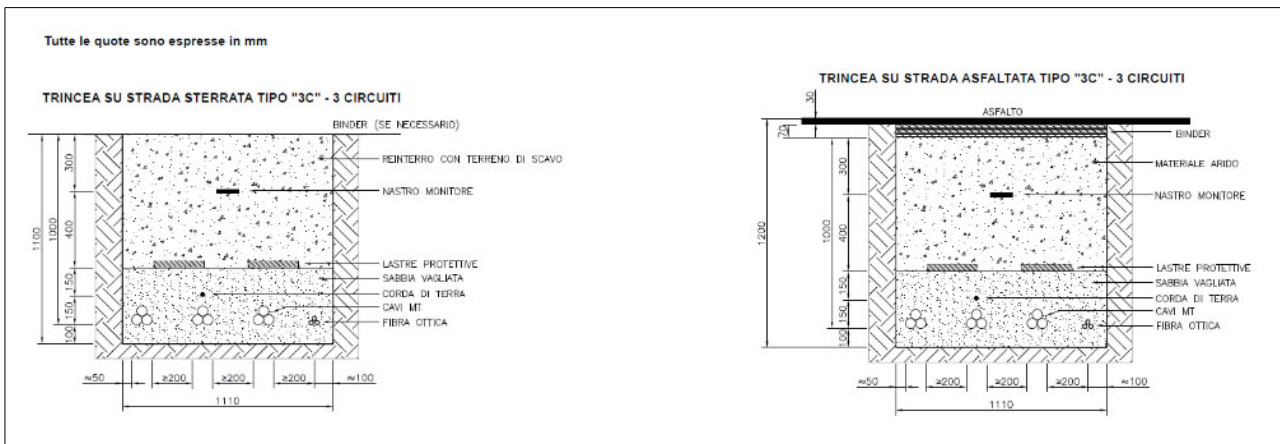 Tutte le quote sono espresse in mm
TRINCEA SU STRADA STERRATA TIPO "3C" - 3 CIRCUITI
BINDER (SE NECESSARIO)
REINTERRO CON TERRENO DI SCAVO
NASTRO MONITORE
LASTRE PROTETTIVE
SABBIA VAGLIATA
CORDA DI TERRA
CAVI MT
FIBRA OTTICA
1100
1000
300
400
150
150
100
≈50
≥200
≥200
≥200
≈100
1110
TRINCEA SU STRADA ASFALTATA TIPO "3C" - 3 CIRCUITI
30
ASFALTO
70
BINDER
MATERIALE ARIDO
NASTRO MONITORE
LASTRE PROTETTIVE
SABBIA VAGLIATA
CORDA DI TERRA
CAVI MT
FIBRA OTTICA
1200
1000
300
400
150
150
100
≈50
≥200
≥200
≥200
≈100
1110